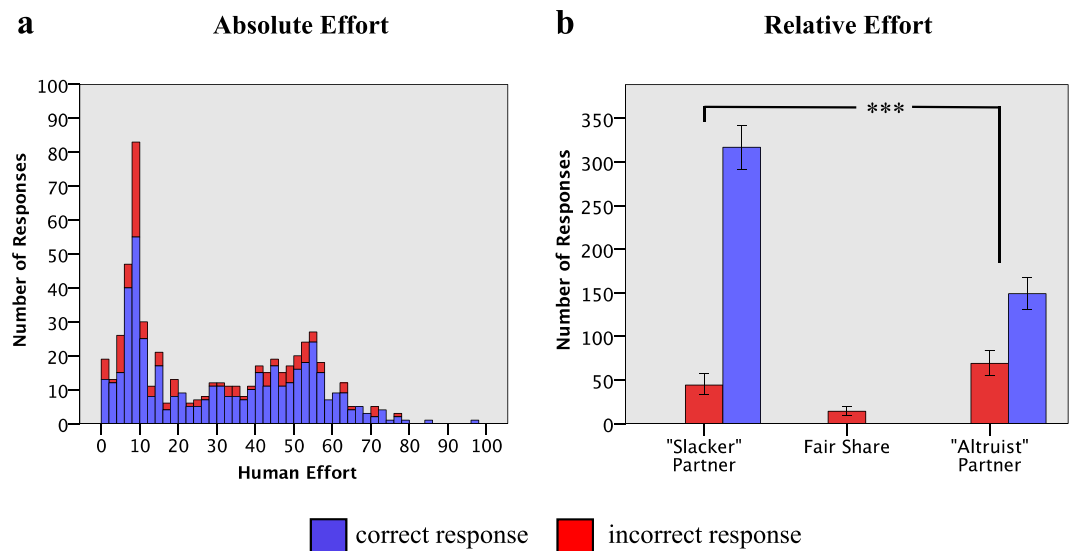 a
Absolute Effort
b
Relative Effort
Number of Responses
100
90
80
70
60
50
40
30
20
10
0
0 10 20 30 40 50 60 70 80 90 100
Human Effort
Number of Responses
350
300
250
200
150
100
50
0
***
"Slacker"
Partner
Fair Share
"Altruist"
Partner
correct response
incorrect response